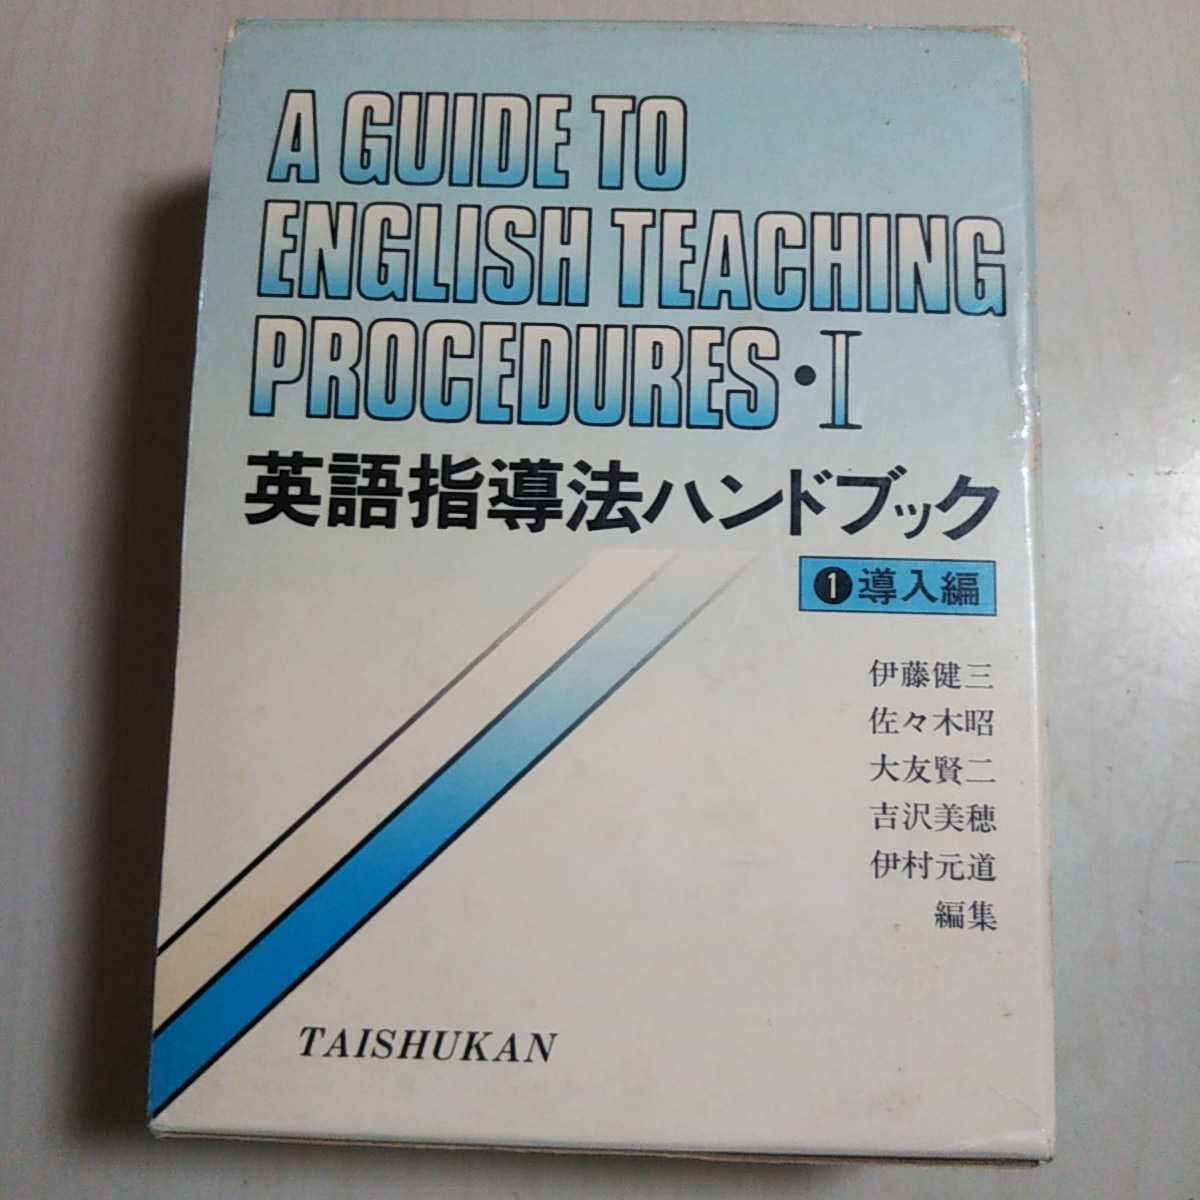 A GUIDE TO
ENGLISH TEACHING
PROCEDURES・I
英語指導法ハンドブック
❶導入編
伊藤健三
佐々木昭
大友賢二
吉沢美穂
伊村元道
編集
TAISHUKAN